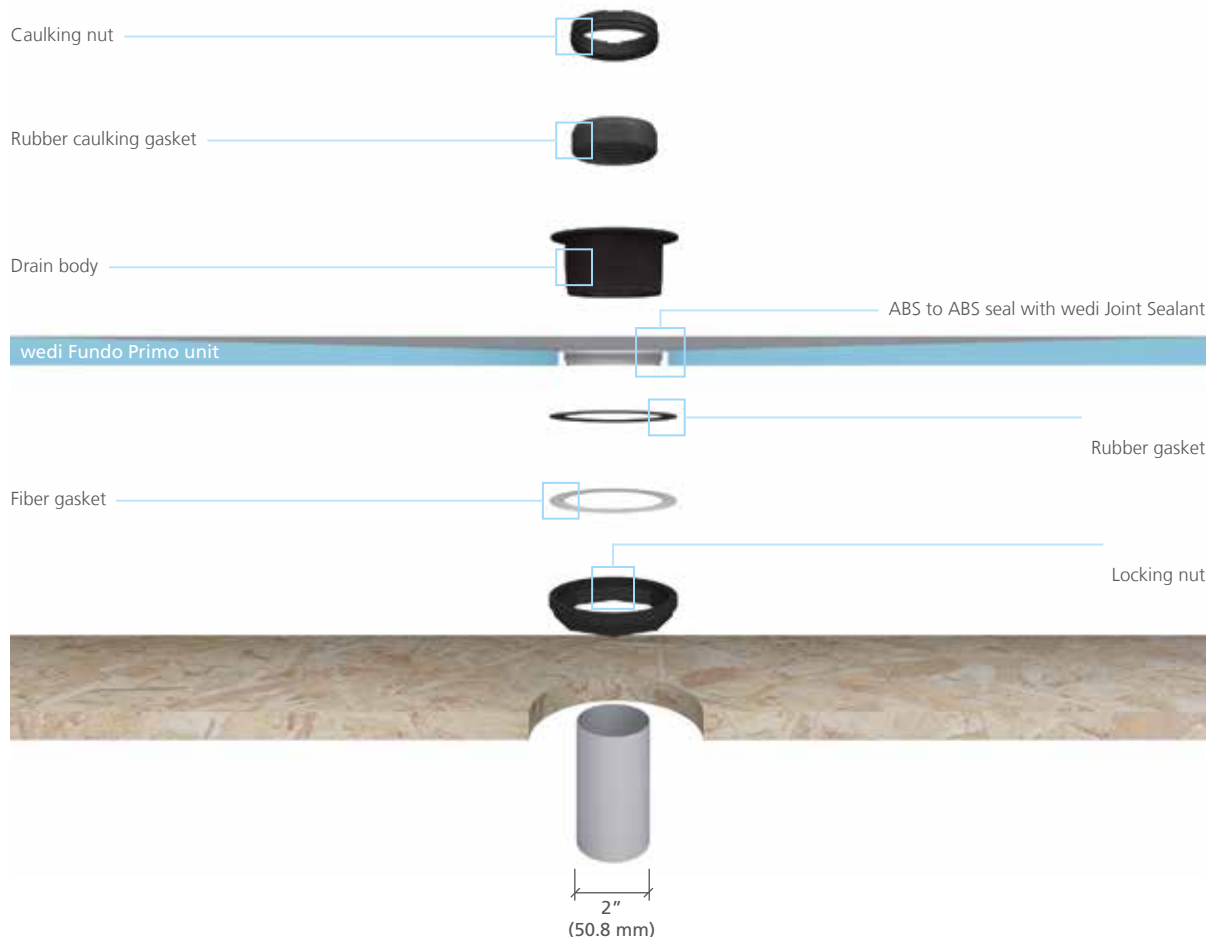 Caulking nut
Rubber caulking gasket
Drain body
ABS to ABS seal with wedi Joint Sealant
wedi Fundo Primo unit
Rubber gasket
Fiber gasket
Locking nut
2”
(50.8 mm)